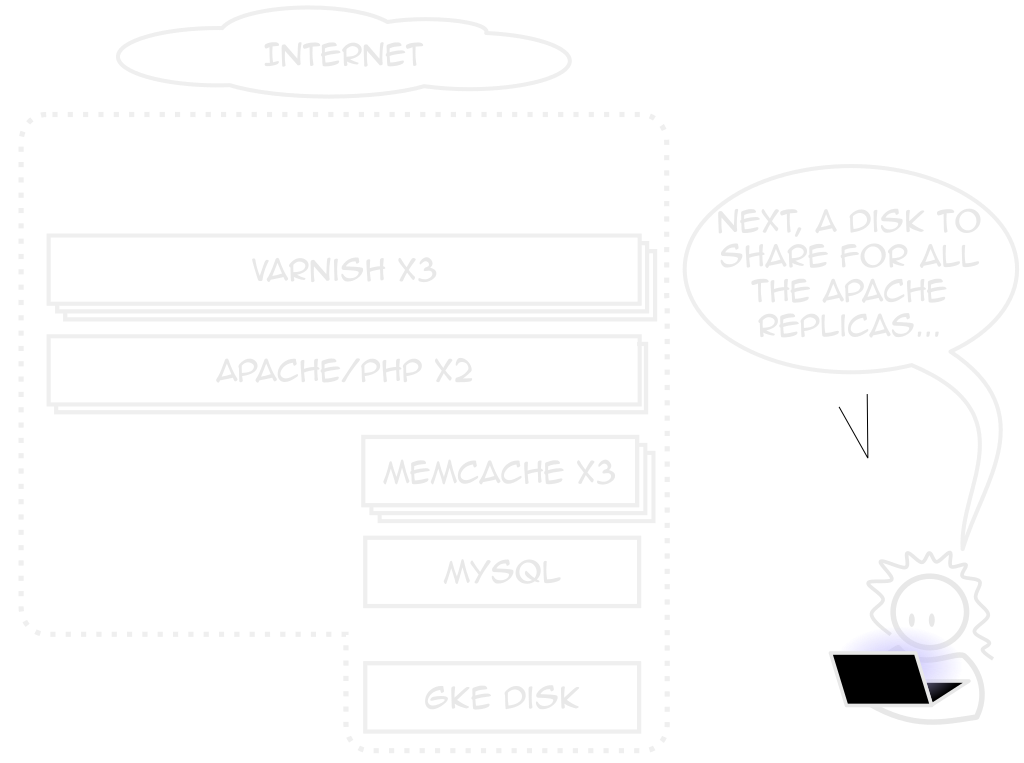 INTERNET
VARNISH X3
APACHE/PHP X2
MEMCACHE X3
MYSQL
GKE DISK
NEXT, A DISK TO
SHARE FOR ALL
THE APACHE
REPLICAS...